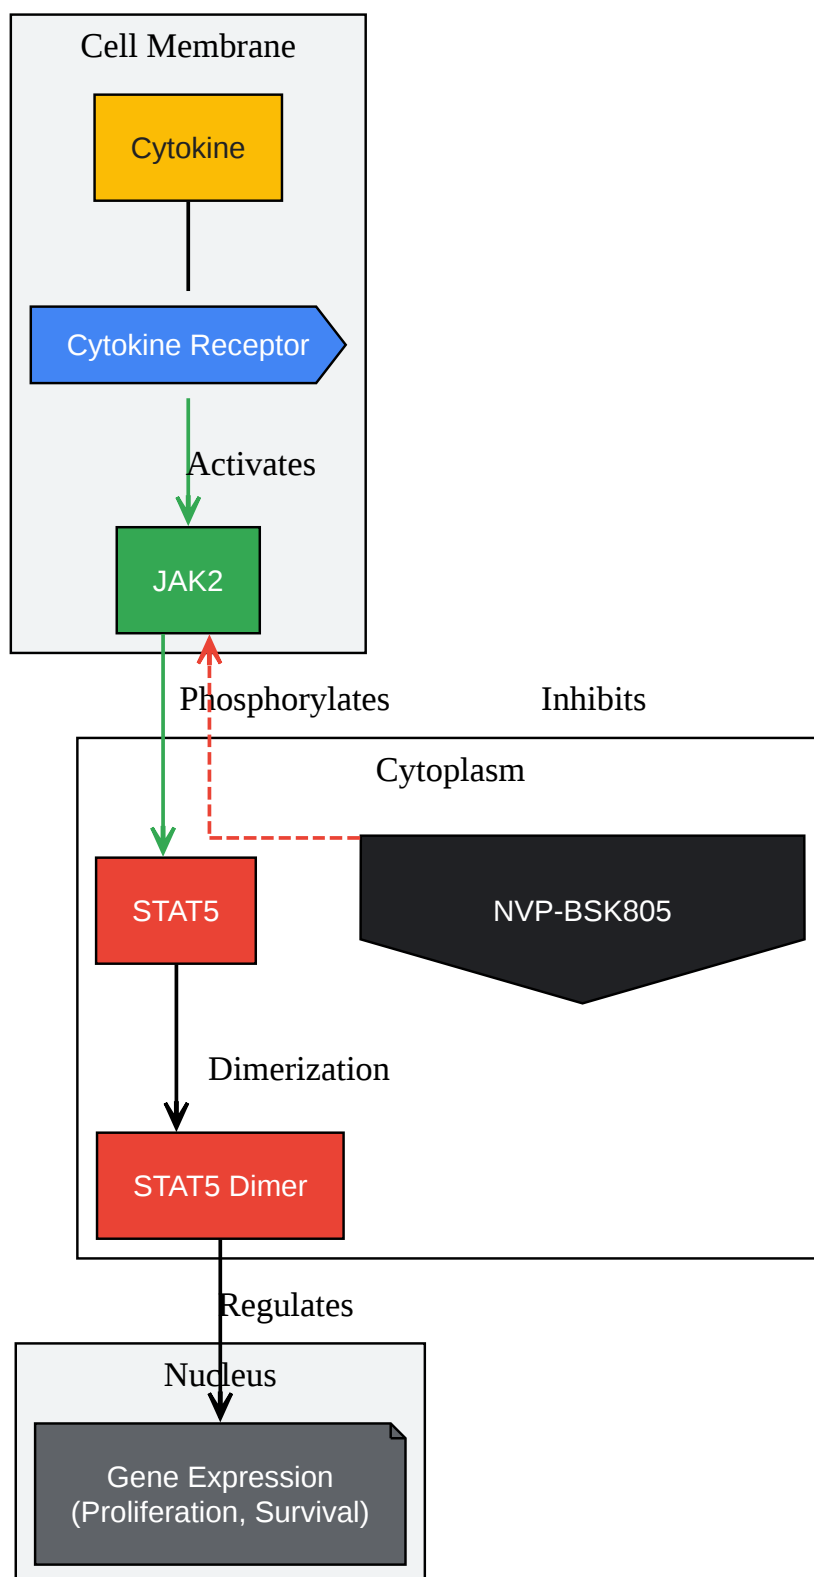 Cell Membrane
Cytokine
Cytokine Receptor
Activates
JAK2
Phosphorylates
Inhibits
Cytoplasm
STAT5
NVP-BSK805
Dimerization
STAT5 Dimer
Regulates
Nucleus
Gene Expression
(Proliferation, Survival)